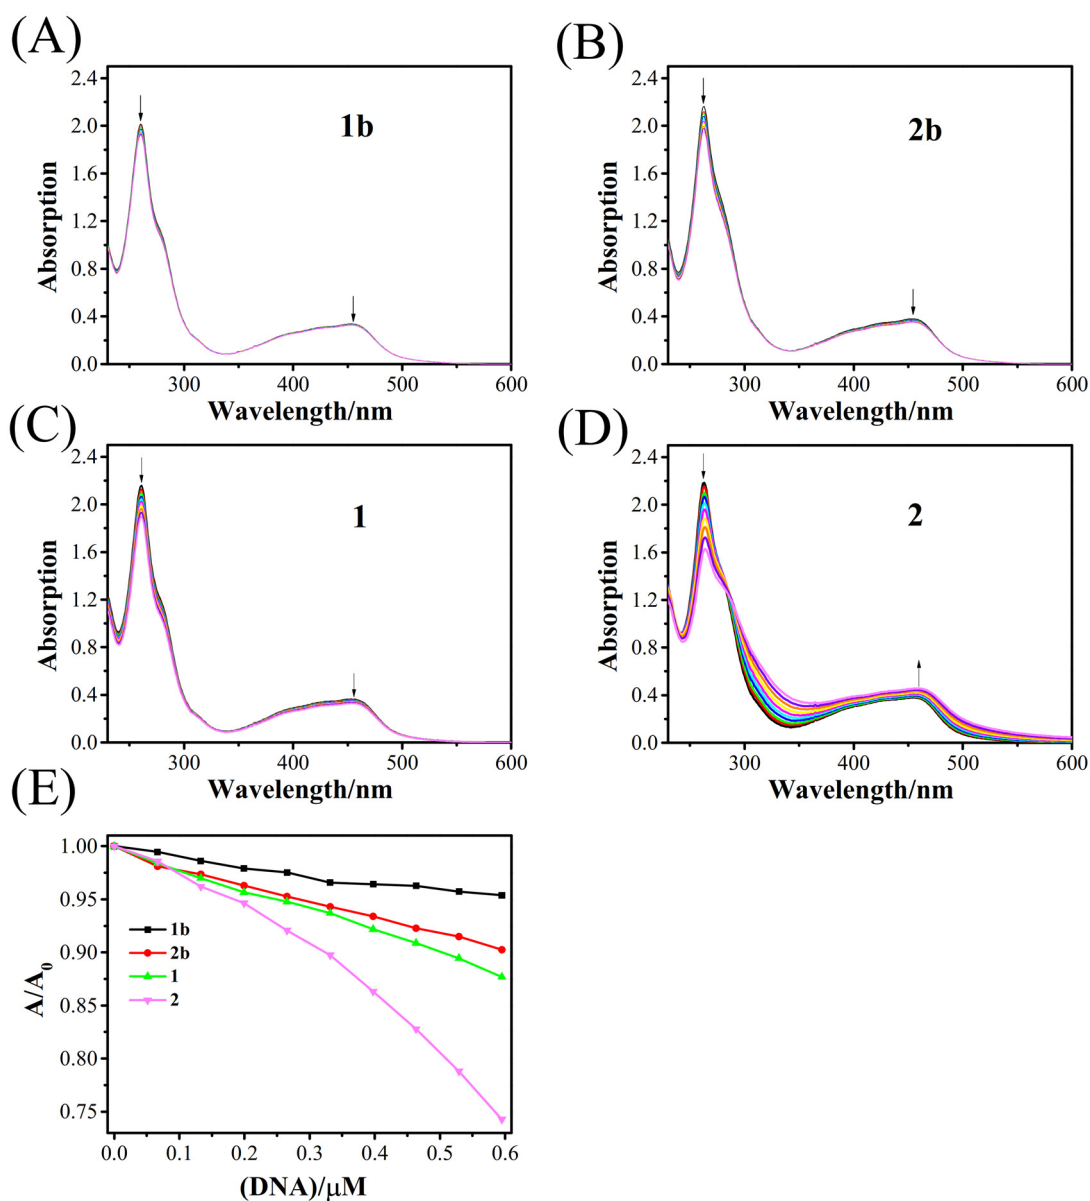 (A)
1b
2.4
2.0
1.6
1.2
0.8
0.4
0.0
Absorption
300 400 500 600
Wavelength/nm
(B)
2b
2.4
2.0
1.6
1.2
0.8
0.4
0.0
Absorption
300 400 500 600
Wavelength/nm
(C)
1
2.4
2.0
1.6
1.2
0.8
0.4
0.0
Absorption
300 400 500 600
Wavelength/nm
(D)
2
2.4
2.0
1.6
1.2
0.8
0.4
0.0
Absorption
300 400 500 600
Wavelength/nm
(E)
1.00
0.95
0.90
0.85
0.80
0.75
A/A₀
1b
2b
1
2
0.0 0.1 0.2 0.3 0.4 0.5 0.6
(DNA)/μM